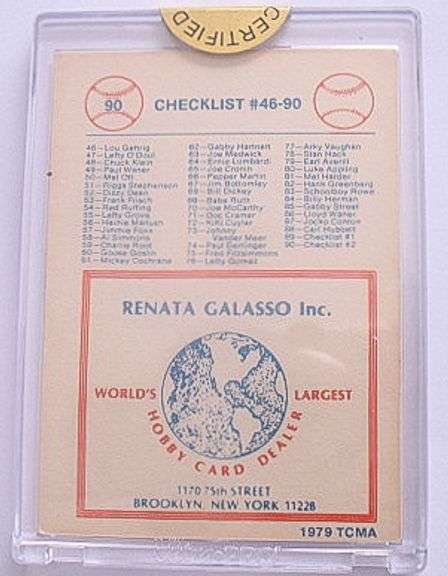 CERTIFIED
90
CHECKLIST #46-90
46—Lou Gehrig
47—Lefty O'Doul
48—Chuck Klein
49—Paul Waner
50—Mel Ott
51—Riggs Stephenson
52—Dizzy Dean
53—Frank Frisch
54—Red Ruffing
55—Lefty Grove
56—Heinie Manush
57—Jimmie Foxx
58—Al Simmons
59—Charlie Root
60—Goose Goslin
61—Mickey Cochrane
62—Gabby Hartnett
63—Joe Medwick
64—Ernie Lombardi
65—Joe Cronin
66—Pepper Martin
67—Jim Bottomley
68—Bill Dickey
69—Babe Ruth
70—Joe McCarthy
71—Doc Cramer
72—KiKi Cuyler
73—Johnny
Vander Meer
74—Paul Derringer
75—Fred Fitzsimmons
76—Lefty Gomez
77—Arky Vaughan
78—Stan Hack
79—Earl Averill
80—Luke Appling
81—Mel Harder
82—Hank Greenberg
83—Schoolboy Rowe
84—Billy Herman
85—Gabby Street
86—Lloyd Waner
87—Jocko Conlon
88—Carl Hubbell
89—Checklist #1
90—Checklist #2
RENATA GALASSO Inc.
WORLD'S LARGEST
HOBBY CARD DEALER
1170 75th STREET
BROOKLYN, NEW YORK 11228
1979 TCMA